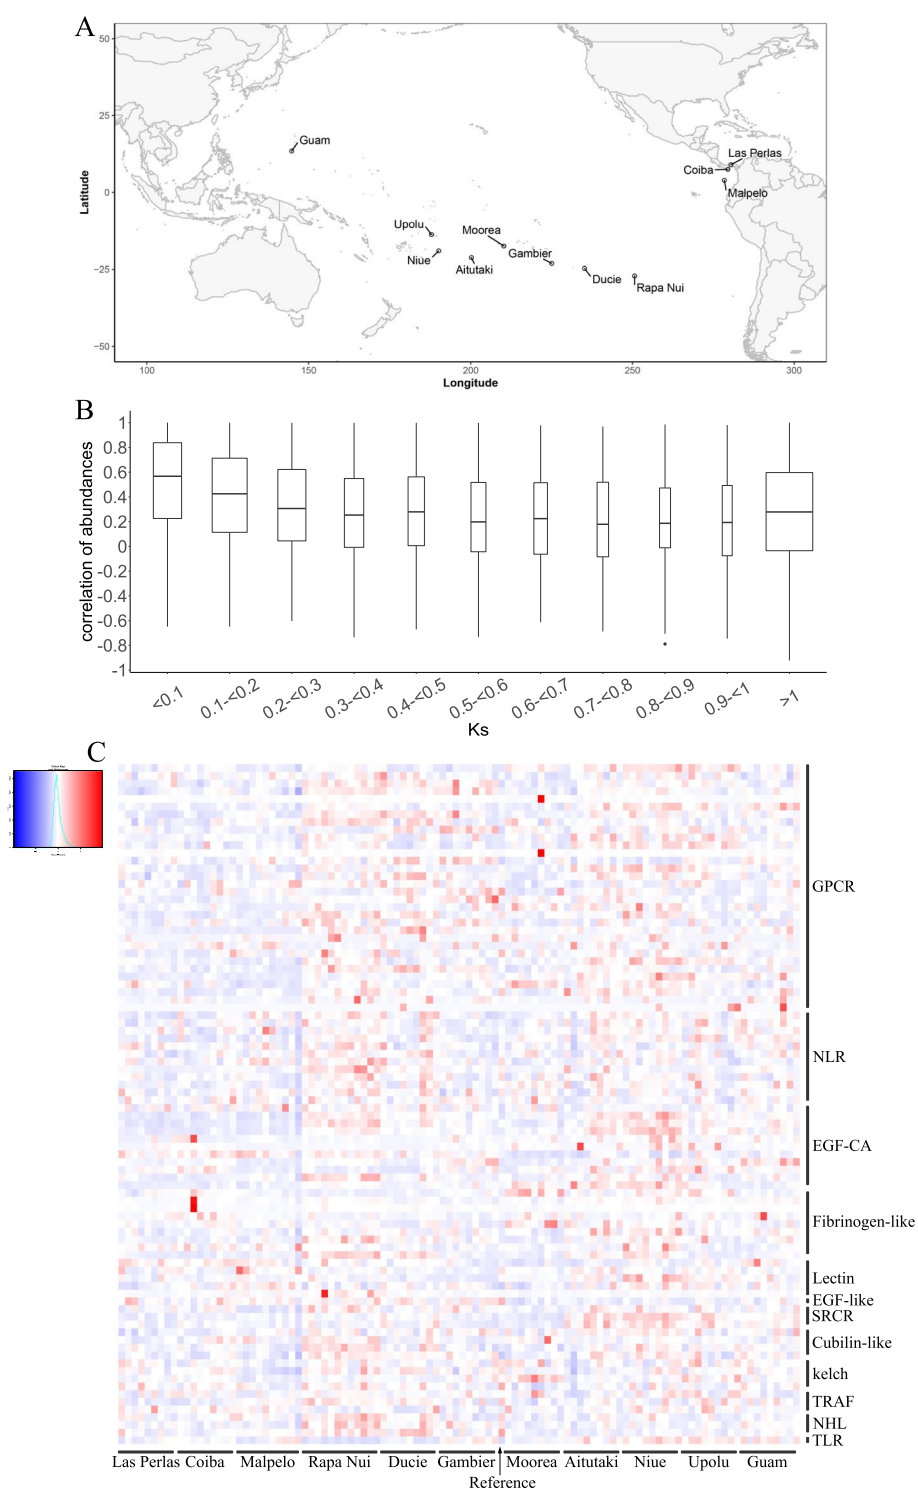 A
50
25
0
−25
−50
Latitude
Guam
Las Perlas
Coiba
Malpelo
Upolu
Moorea
Niue
Gambier
Aitutaki
Ducie
Rapa Nui
100
150
200
250
300
Longitude
B
1
0.8
0.6
0.4
0.2
0
-0.2
-0.4
-0.6
-0.8
-1
correlation of abundances
<0.1
0.1-<0.2
0.2-<0.3
0.3-<0.4
0.4-<0.5
0.5-<0.6
0.6-<0.7
0.7-<0.8
0.8-<0.9
0.9-<1
>1
Ks
C
GPCR
NLR
EGF-CA
Fibrinogen-like
Lectin
EGF-like
SRCR
Cubilin-like
kelch
TRAF
NHL
TLR
Las Perlas Coiba Malpelo Rapa Nui Ducie Gambier Moorea Aitutaki Niue Upolu Guam
Reference